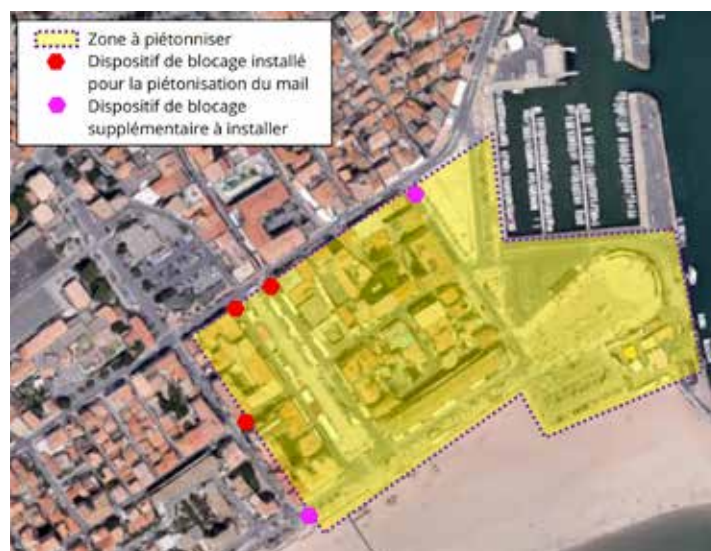 Zone à piétonniser
Dispositif de blocage installé
pour la piétonisation du mail
Dispositif de blocage
supplémentaire à installer